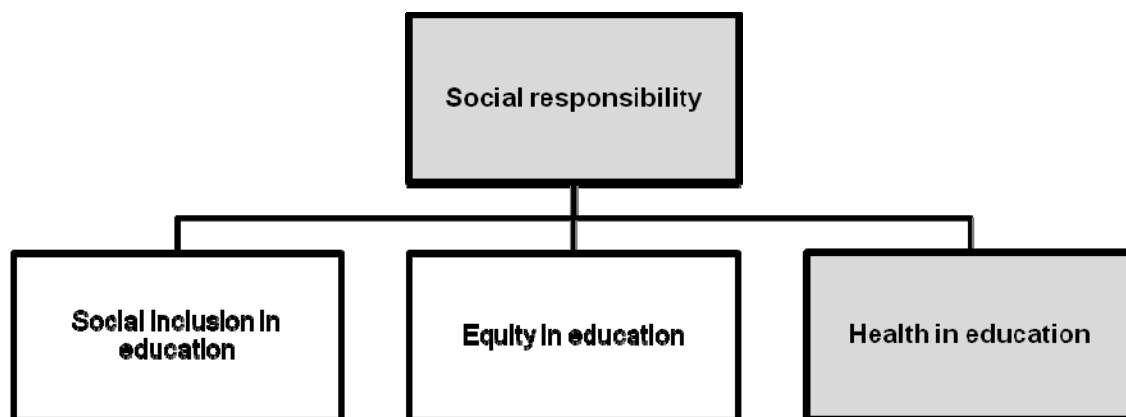 Social responsibility
Social inclusion in
education
Equity in education
Health in education